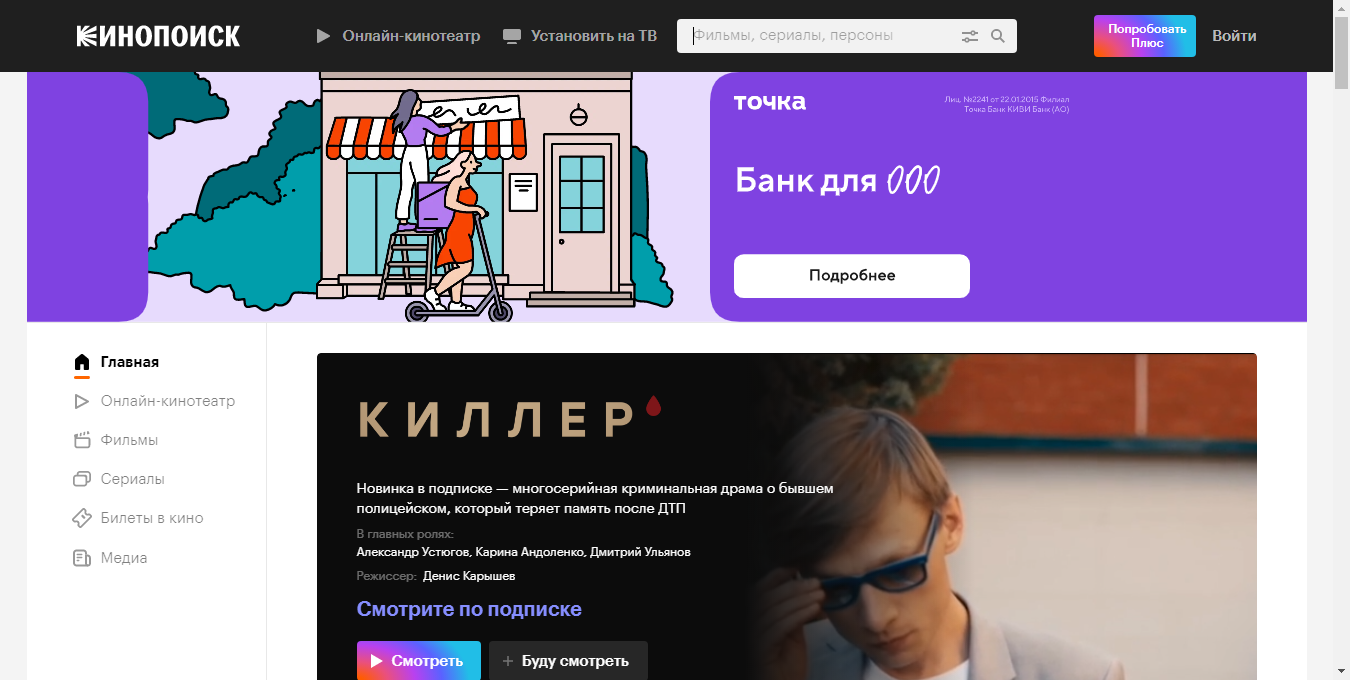 КИНОПОИСК
Онлайн-кинотеатр
Установить на ТВ
Фильмы, сериалы, персоны
Попробовать
Плюс
Войти
точка
Лиц. №2241 от 22.01.2015 Филиал
Точка Банк КИВИ Банк (АО)
Банк для
Подробнее
Главная
Онлайн-кинотеатр
Фильмы
Сериалы
Билеты в кино
Медиа
КИЛЛЕР
Новинка в подписке — многосерийная криминальная драма о бывшем
полицейском, который теряет память после ДТП
В главных ролях:
Александр Устюгов, Карина Андоленко, Дмитрий Ульянов
Режиссер: Денис Карышев
Смотрите по подписке
Смотреть
+ Буду смотреть